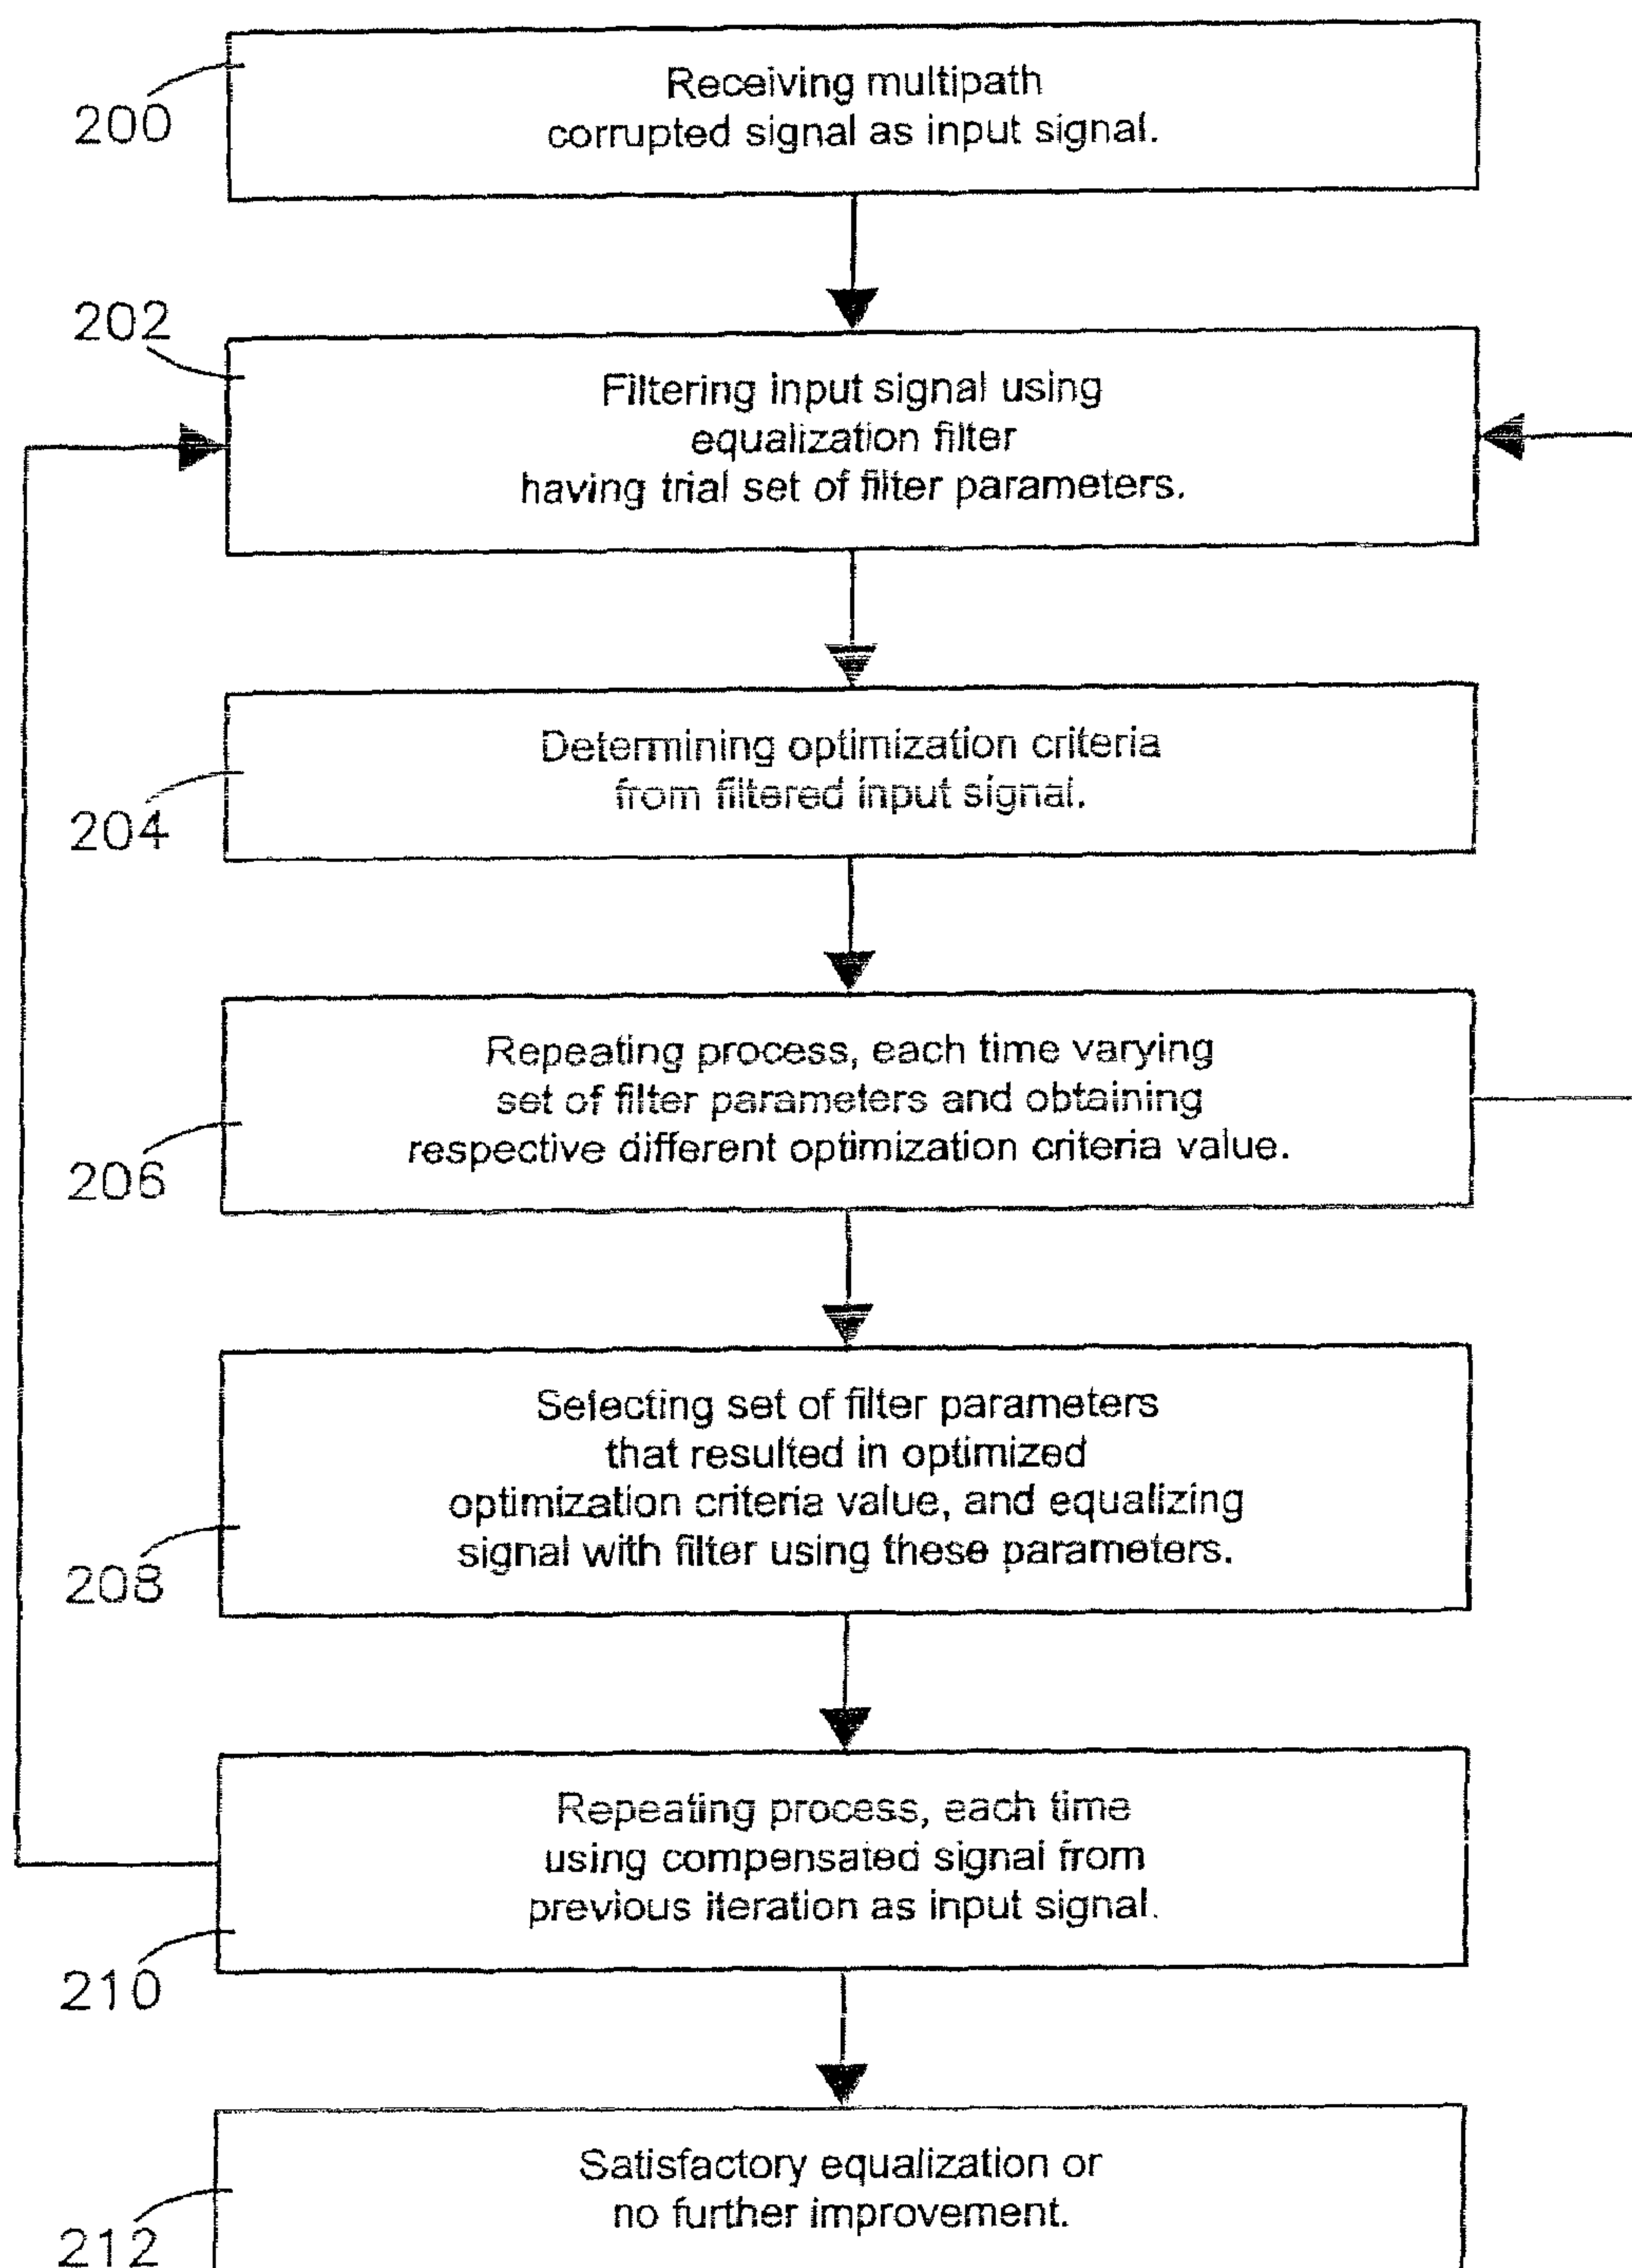 Receiving multipath
corrupted signal as input signal.
200
202
Filtering input signal using
equalization filter
having trial set of filter parameters.
Determining optimization criteria
from filtered input signal.
204
Repeating process, each time varying
set of filter parameters and obtaining
respective different optimization criteria value.
206
Selecting set of filter parameters
that resulted in optimized
optimization criteria value, and equalizing
signal with filter using these parameters.
208
Repeating process, each time
using compensated signal from
previous iteration as input signal.
210
Satisfactory equalization or
no further improvement.
212